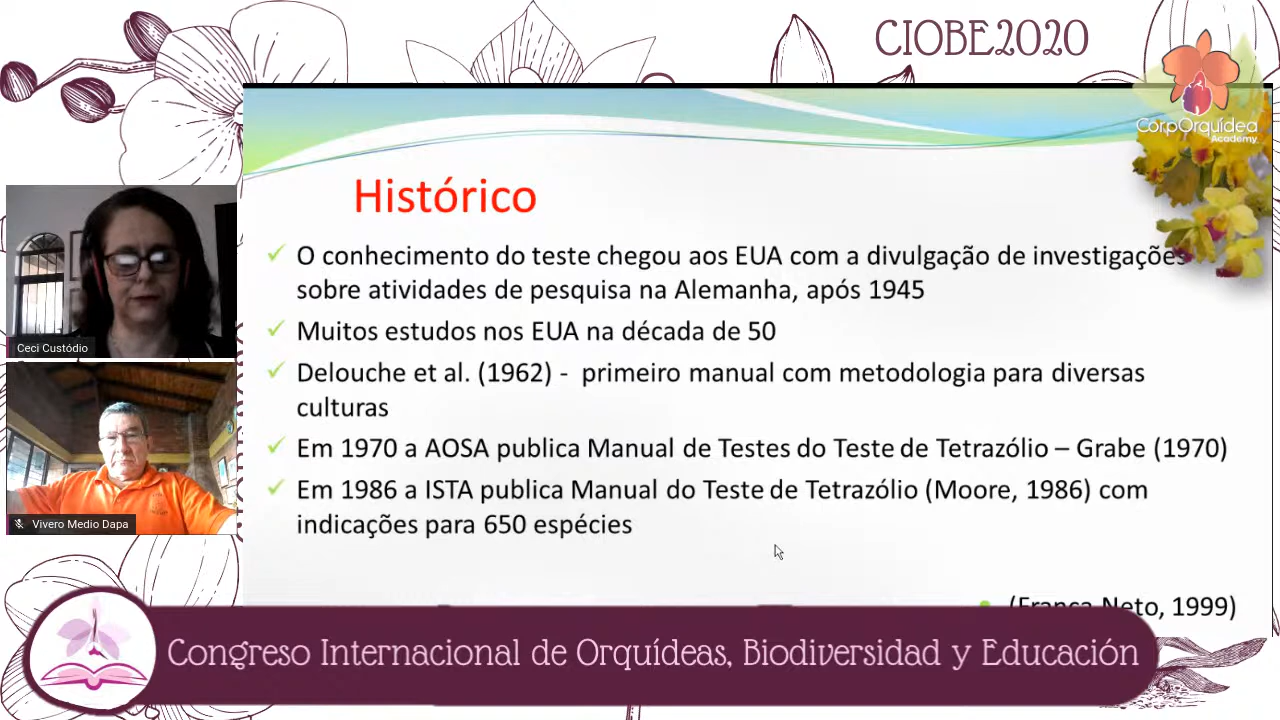 CIOBE2020
CorpOrquídea
Academy
Histórico
O conhecimento do teste chegou aos EUA com a divulgação de investigações
sobre atividades de pesquisa na Alemanha, após 1945
Muitos estudos nos EUA na década de 50
Delouche et al. (1962) - primeiro manual com metodologia para diversas
culturas
Em 1970 a AOSA publica Manual de Testes do Teste de Tetrazólio – Grabe (1970)
Em 1986 a ISTA publica Manual do Teste de Tetrazólio (Moore, 1986) com
indicações para 650 espécies
(França Neto, 1999)
Ceci Custódio
Vivero Medio Dapa
Congreso Internacional de Orquídeas, Biodiversidad y Educación